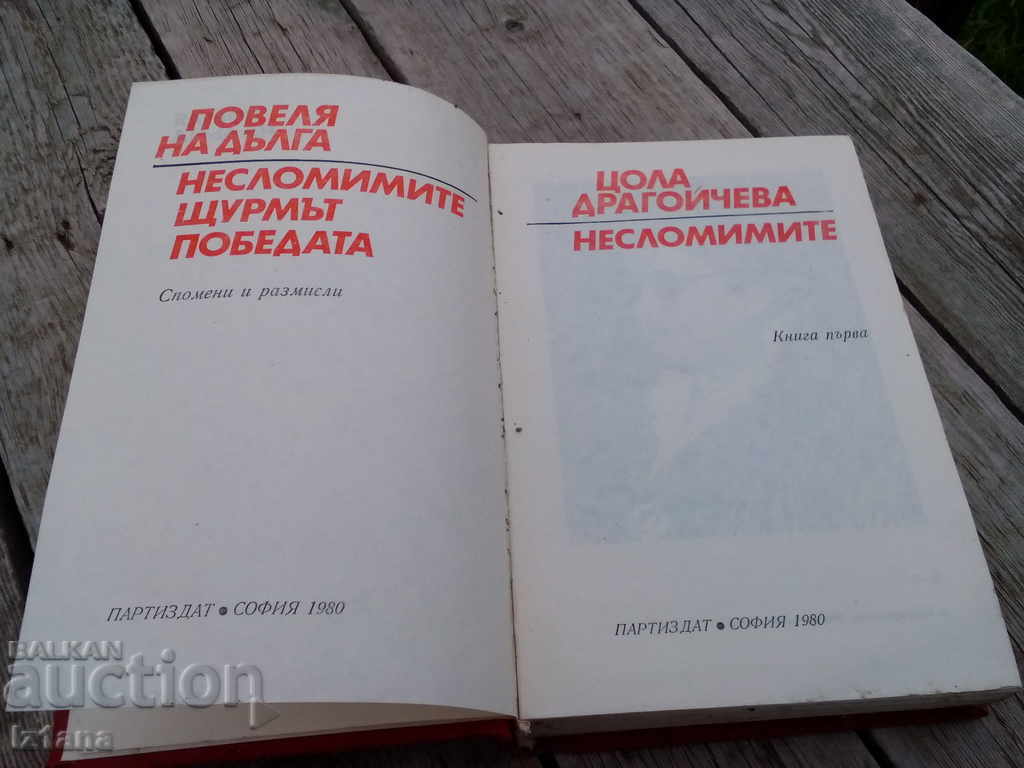 ПОВЕЛЯ
НА ДЪЛГА
НЕСЛОМИМИТЕ
ЩУРМЪТ
ПОБЕДАТА
Спомени и размисли
ПАРТИЗДАТ • СОФИЯ 1980
ЦОЛА
ДРАГОЙЧЕВА
НЕСЛОМИМИТЕ
Книга първа
ПАРТИЗДАТ • СОФИЯ 1980
BALKAN
auction
Iztana